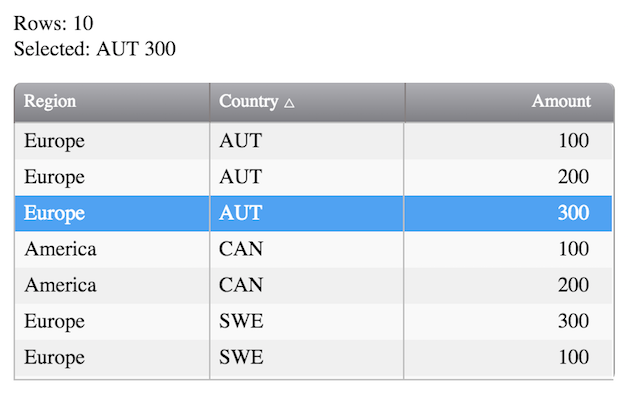 Rows: 10
Selected: AUT 300
Region Country △ Amount
Europe AUT 100
Europe AUT 200
Europe AUT 300
America CAN 100
America CAN 200
Europe SWE 300
Europe SWE 100